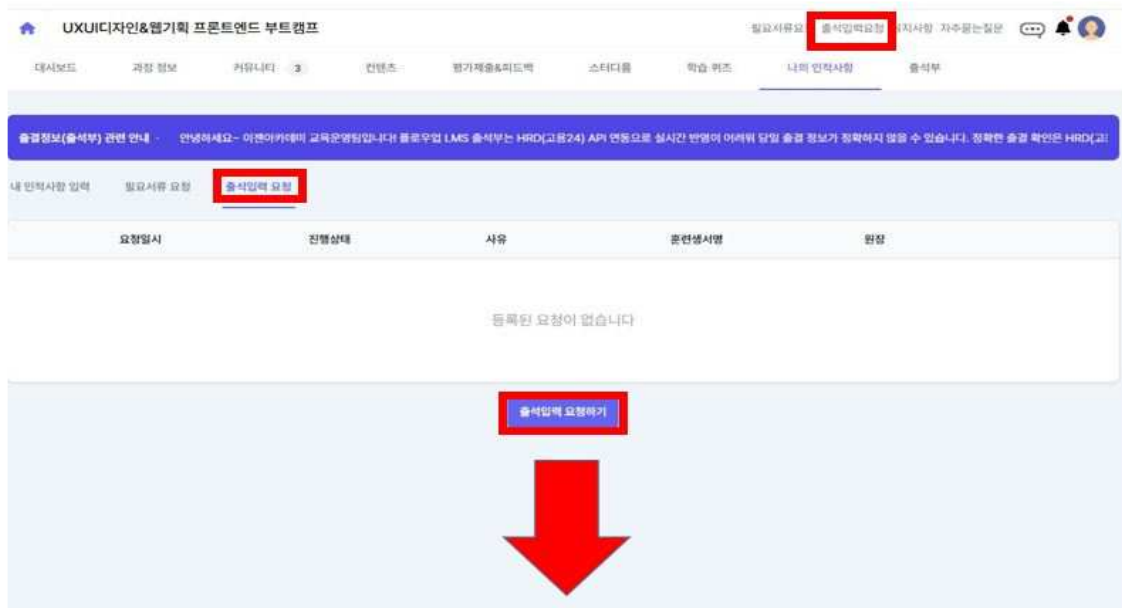 UXUI디자인&웹기획 프론트엔드 부트캠프
필요서류요 출석입력요청 지사항 자주묻는질문
대시보드 과정 정보 커뮤니티 3 컨텐츠 평가제출&피드백 스터디룸 학습 퀴즈 나의 인적사항 출석부
출결정보(출석부) 관련 안내 - 안녕하세요~ 이젠아카데미 교육운영팀입니다! 플로우업 LMS 출석부는 HRD(고용24) API 연동으로 실시간 반영이 어려워 당일 출결 정보가 정확하지 않을 수 있습니다. 정확한 출결 확인은 HRD(고
내 인적사항 입력 필요서류 요청 출석입력 요청
요청일시 진행상태 사유 훈련생서명 원장
등록된 요청이 없습니다
출석입력 요청하기